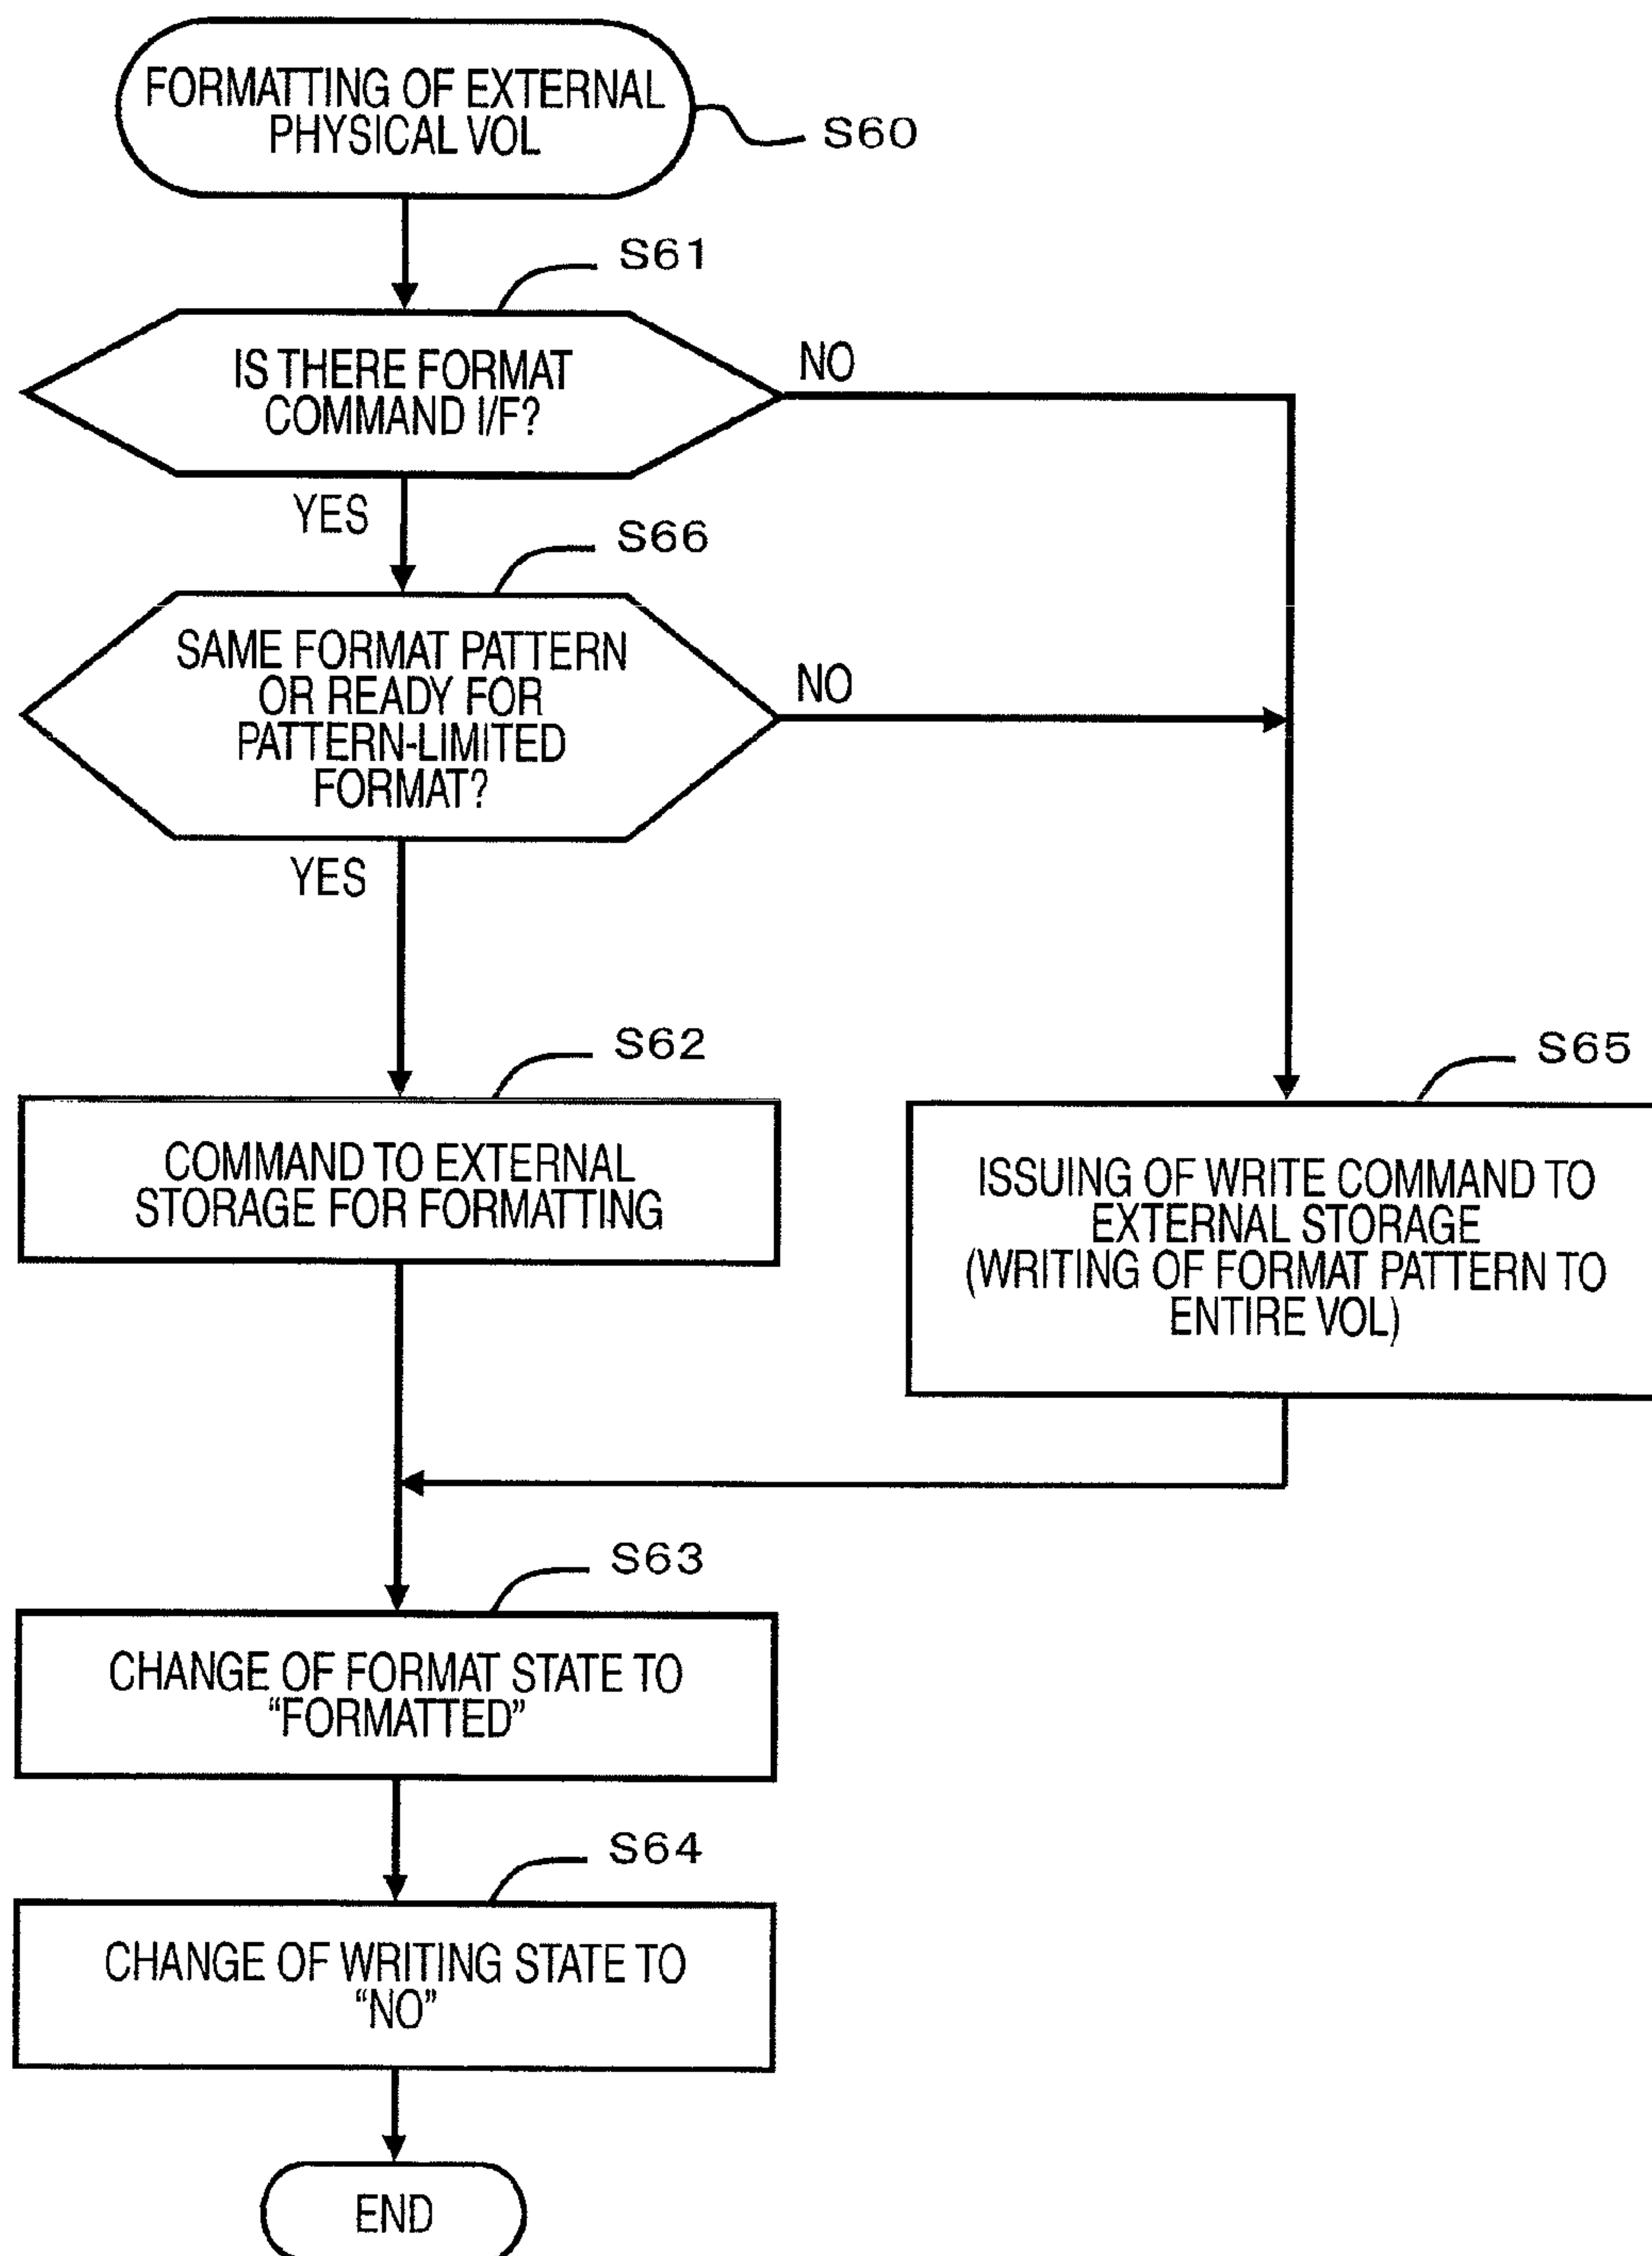 FORMATTING OF EXTERNAL
PHYSICAL VOL
S60
S61
IS THERE FORMAT
COMMAND I/F?
NO
YES
S66
SAME FORMAT PATTERN
OR READY FOR
PATTERN-LIMITED
FORMAT?
NO
YES
S62
COMMAND TO EXTERNAL
STORAGE FOR FORMATTING
S65
ISSUING OF WRITE COMMAND TO
EXTERNAL STORAGE
(WRITING OF FORMAT PATTERN TO
ENTIRE VOL)
S63
CHANGE OF FORMAT STATE TO
“FORMATTED”
S64
CHANGE OF WRITING STATE TO
“NO”
END